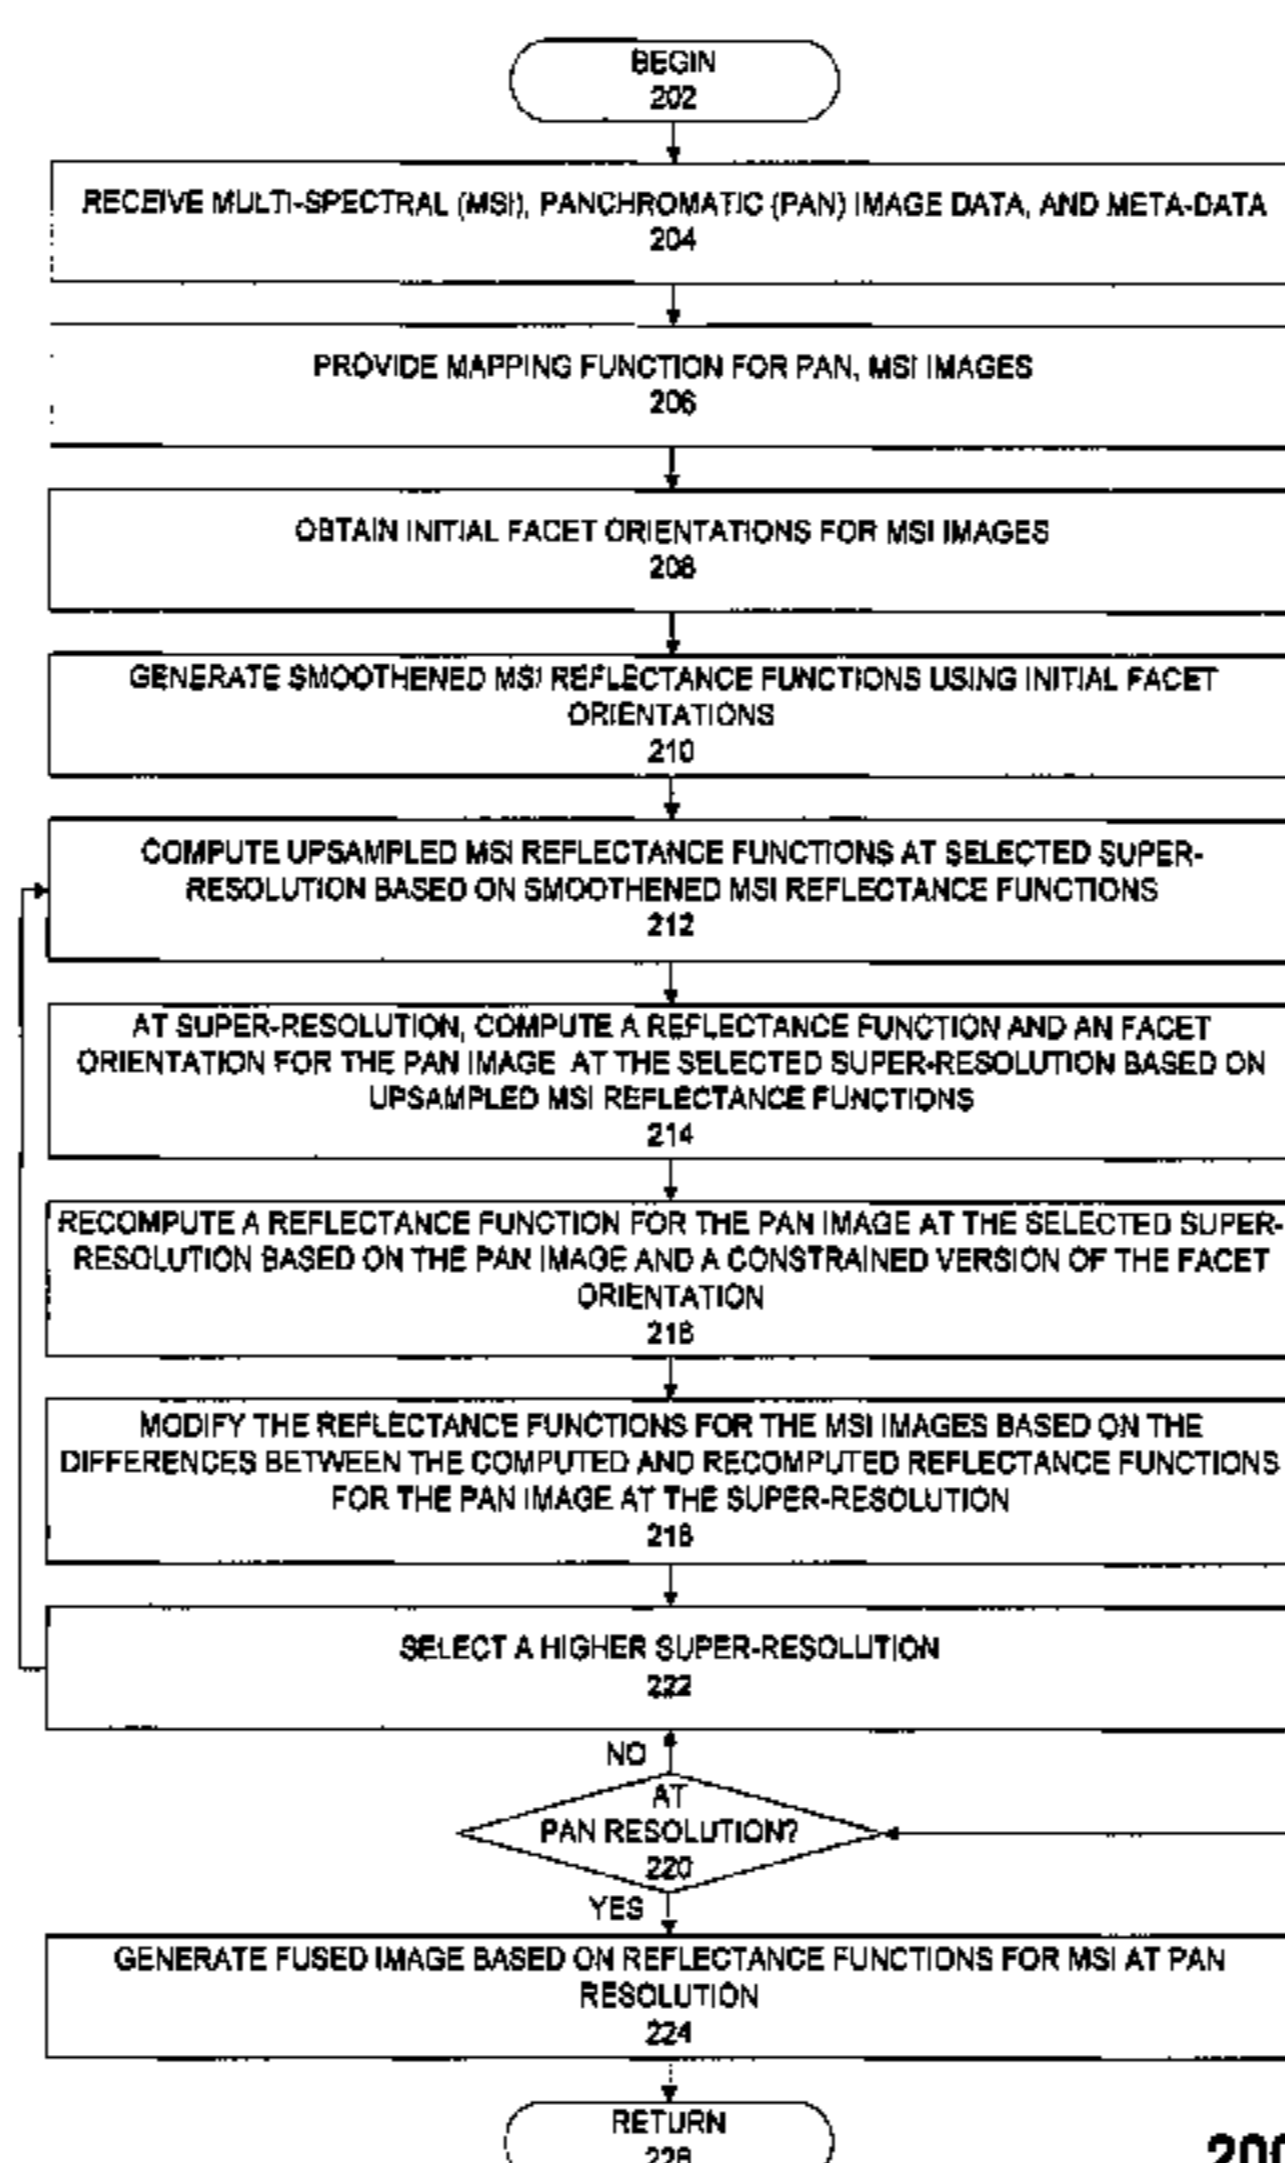 BEGIN
202
RECEIVE MULTI-SPECTRAL (MSI), PANCHROMATIC (PAN) IMAGE DATA, AND META-DATA
204
PROVIDE MAPPING FUNCTION FOR PAN, MSI IMAGES
206
OBTAIN INITIAL FACET ORIENTATIONS FOR MSI IMAGES
208
GENERATE SMOOTHENED MSI REFLECTANCE FUNCTIONS USING INITIAL FACET
ORIENTATIONS
210
COMPUTE UPSAMPLED MSI REFLECTANCE FUNCTIONS AT SELECTED SUPER-
RESOLUTION BASED ON SMOOTHENED MSI REFLECTANCE FUNCTIONS
212
AT SUPER-RESOLUTION, COMPUTE A REFLECTANCE FUNCTION AND AN FACET
ORIENTATION FOR THE PAN IMAGE AT THE SELECTED SUPER-RESOLUTION BASED ON
UPSAMPLED MSI REFLECTANCE FUNCTIONS
214
RECOMPUTE A REFLECTANCE FUNCTION FOR THE PAN IMAGE AT THE SELECTED SUPER-
RESOLUTION BASED ON THE PAN IMAGE AND A CONSTRAINED VERSION OF THE FACET
ORIENTATION
216
MODIFY THE REFLECTANCE FUNCTIONS FOR THE MSI IMAGES BASED ON THE
DIFFERENCES BETWEEN THE COMPUTED AND RECOMPUTED REFLECTANCE FUNCTIONS
FOR THE PAN IMAGE AT THE SUPER-RESOLUTION
218
SELECT A HIGHER SUPER-RESOLUTION
222
NO
AT
PAN RESOLUTION?
220
YES
GENERATE FUSED IMAGE BASED ON REFLECTANCE FUNCTIONS FOR MSI AT PAN
RESOLUTION
224
RETURN
200